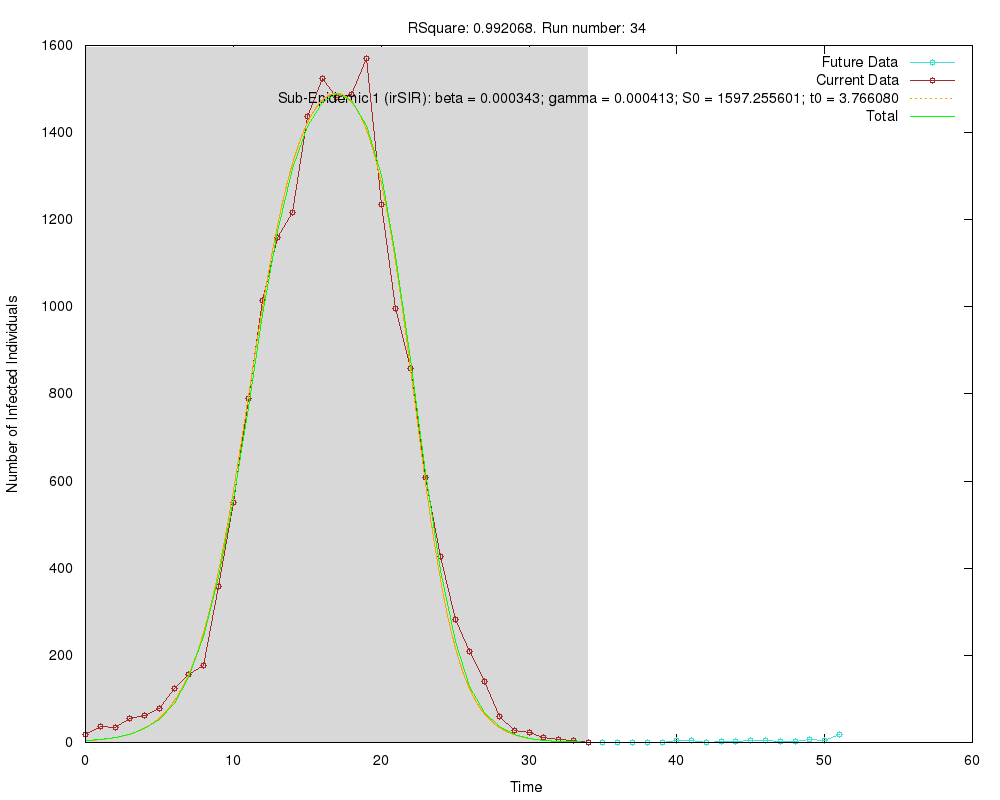 RSquare: 0.992068. Run number: 34
1600
1400
1200
1000
800
600
400
200
0
Number of Infected Individuals
Future Data
Current Data
Sub-Epidemic 1 (irSIR): beta = 0.000343; gamma = 0.000413; S0 = 1597.255601; t0 = 3.766080
Total
0 10 20 30 40 50 60
Time